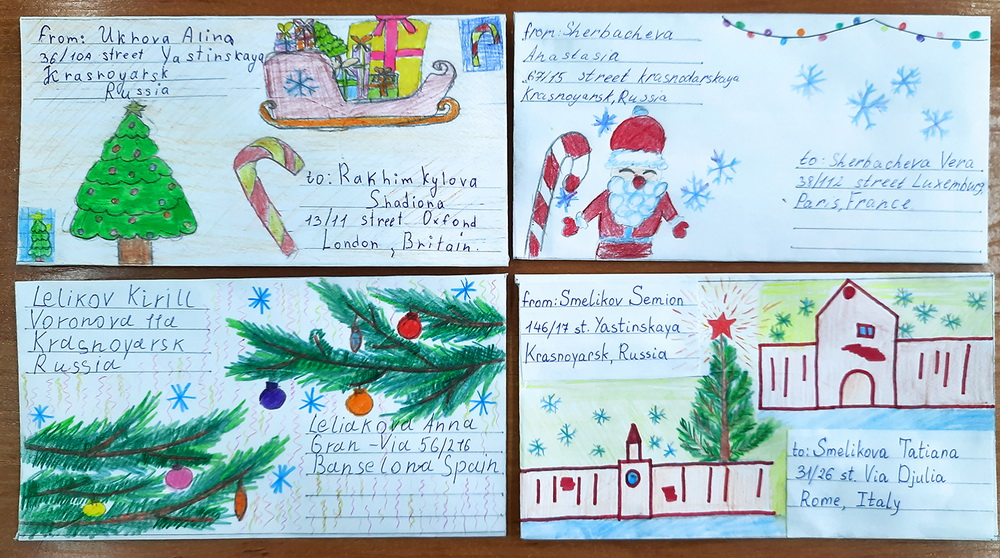 From: Ukhova Alina
36/10A street Yastinskaya
Krasnoyarsk
Russia
to: Rakhimkylova
Shadiona
13/11 street Oxford
London, Britain.
from: Sherbacheva
Anastasia
67/15 street krasnodarskaya
Krasnoyarsk, Russia
to: Sherbacheva Vera
38/112 street Luxemburg,
Paris, France.
Lelikov Kirill
Voronova 11a
Krasnoyarsk
Russia
Leliakova Anna
Gran-Via 56/216
Banselona Spain
from: Smelikov Semion
146/17 st. Yastinskaya
Krasnoyarsk, Russia
to: Smelikova Tatiana
31/26 st. Via Djulia
Rome, Italy